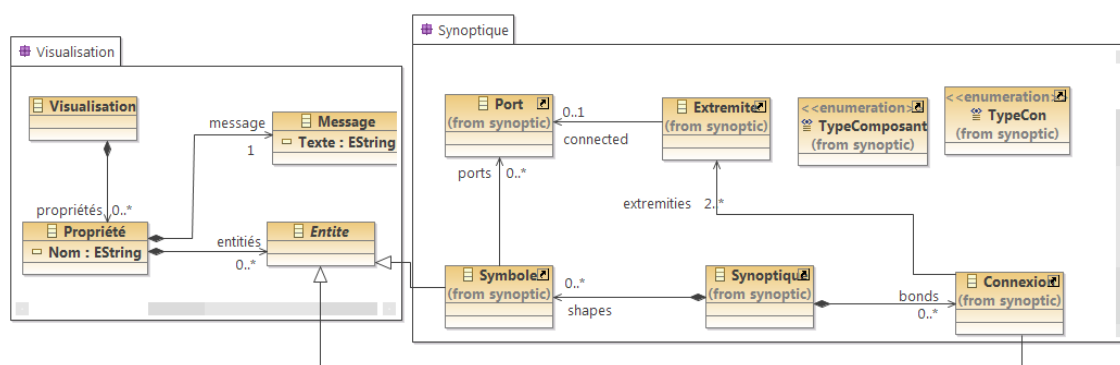 Visualisation
Visualisation
propriétés 0..*
Propriété
Nom : EString
message
1
Message
Texte : EString
entitiés
0..*
Entite
Synoptique
Port
(from synoptic)
0..1
connected
Extremite
(from synoptic)
<<enumeration>>
TypeComposant
(from synoptic)
<<enumeration>>
TypeCon
(from synoptic)
ports 0..*
extremities 2..*
Symbole
(from synoptic)
0..*
shapes
Synoptique
(from synoptic)
bonds
0..*
Connexion
(from synoptic)